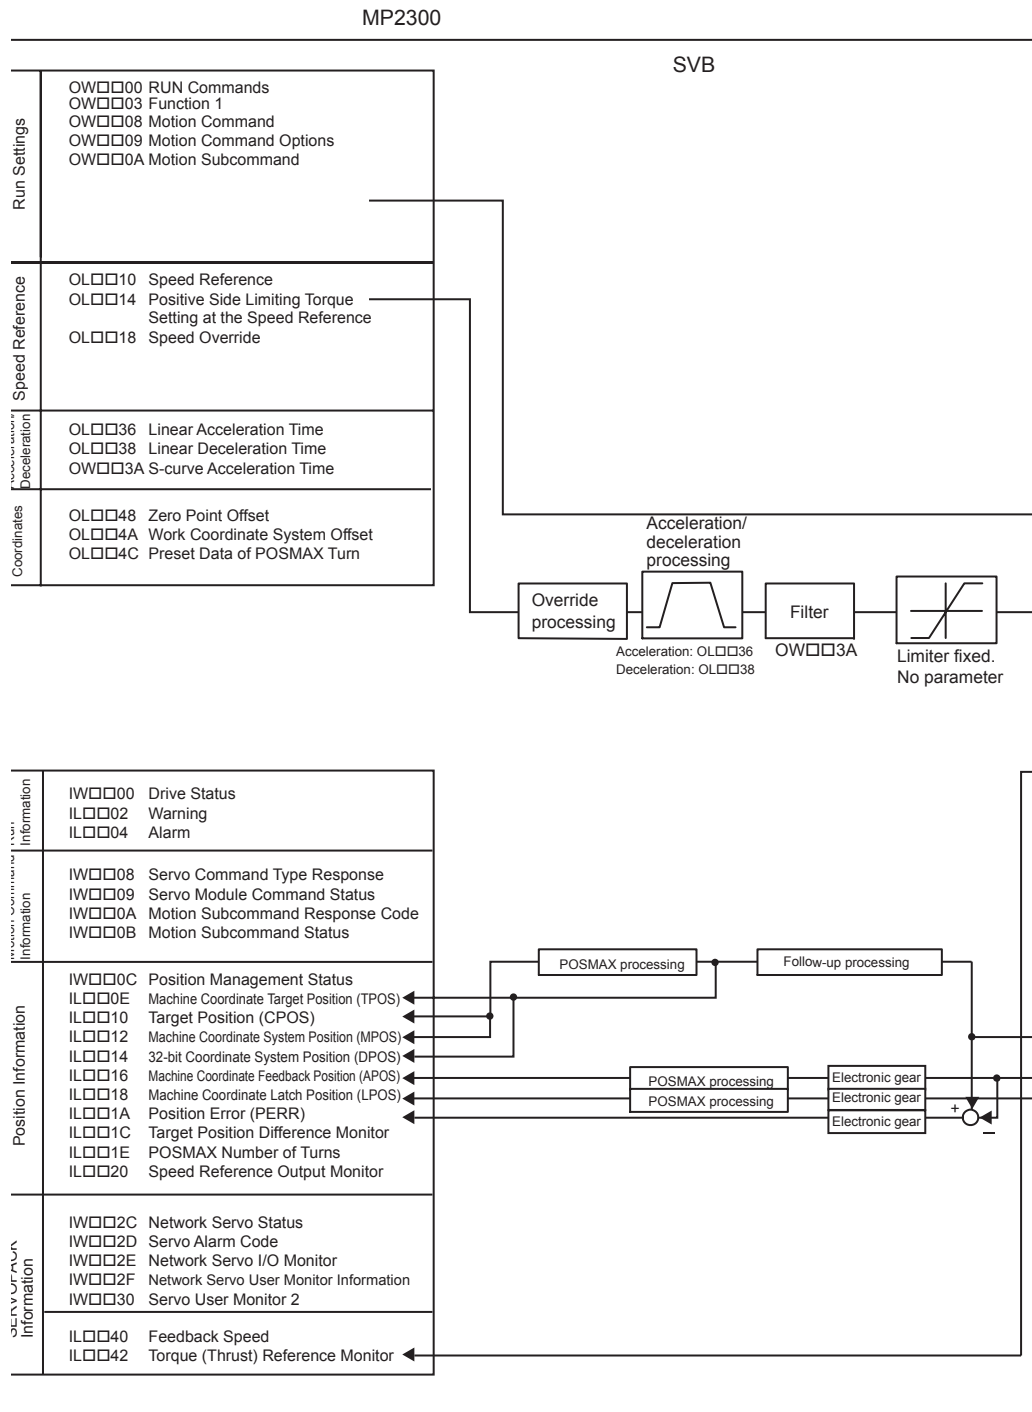 MP2300
SVB
Run Settings
OW□□00 RUN Commands
OW□□03 Function 1
OW□□08 Motion Command
OW□□09 Motion Command Options
OW□□0A Motion Subcommand
Speed Reference
OL□□10 Speed Reference
OL□□14 Positive Side Limiting Torque
Setting at the Speed Reference
OL□□18 Speed Override
Deceleration
OL□□36 Linear Acceleration Time
OL□□38 Linear Deceleration Time
OW□□3A S-curve Acceleration Time
Coordinates
OL□□48 Zero Point Offset
OL□□4A Work Coordinate System Offset
OL□□4C Preset Data of POSMAX Turn
Override
processing
Acceleration/
deceleration
processing
Acceleration: OL□□36
Deceleration: OL□□38
Filter
OW□□3A
Limiter fixed.
No parameter
Information
IW□□00 Drive Status
IL□□02 Warning
IL□□04 Alarm
Information
IW□□08 Servo Command Type Response
IW□□09 Servo Module Command Status
IW□□0A Motion Subcommand Response Code
IW□□0B Motion Subcommand Status
Position Information
IW□□0C Position Management Status
IL□□0E Machine Coordinate Target Position (TPOS)
IL□□10 Target Position (CPOS)
IL□□12 Machine Coordinate System Position (MPOS)
IL□□14 32-bit Coordinate System Position (DPOS)
IL□□16 Machine Coordinate Feedback Position (APOS)
IL□□18 Machine Coordinate Latch Position (LPOS)
IL□□1A Position Error (PERR)
IL□□1C Target Position Difference Monitor
IL□□1E POSMAX Number of Turns
IL□□20 Speed Reference Output Monitor
POSMAX processing
Follow-up processing
POSMAX processing
Electronic gear
POSMAX processing
Electronic gear
Electronic gear
+
−
Information
IW□□2C Network Servo Status
IW□□2D Servo Alarm Code
IW□□2E Network Servo I/O Monitor
IW□□2F Network Servo User Monitor Information
IW□□30 Servo User Monitor 2
IL□□40 Feedback Speed
IL□□42 Torque (Thrust) Reference Monitor